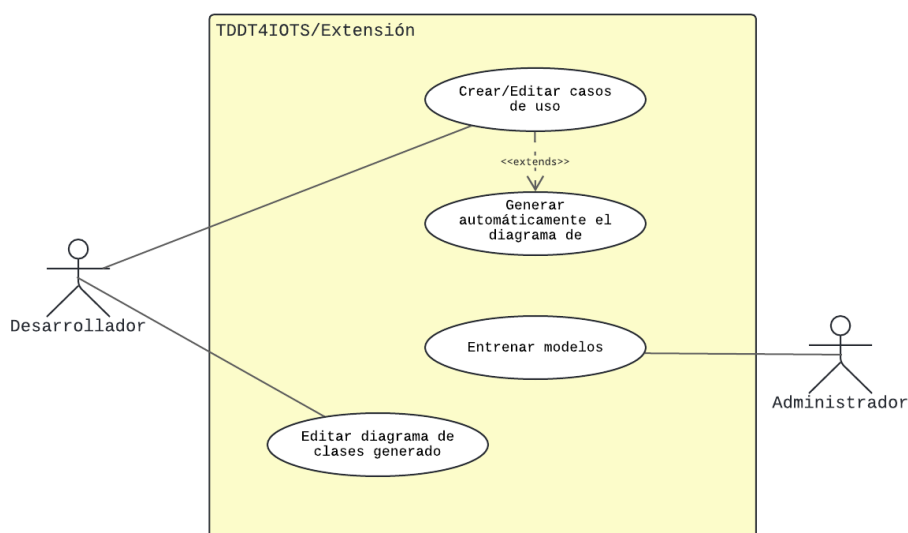 TDDT4IOTS/Extensión
Crear/Editar casos
de uso
<<extends>>
Generar
automáticamente el
diagrama de
Desarrollador
Entrenar modelos
Administrador
Editar diagrama de
clases generado